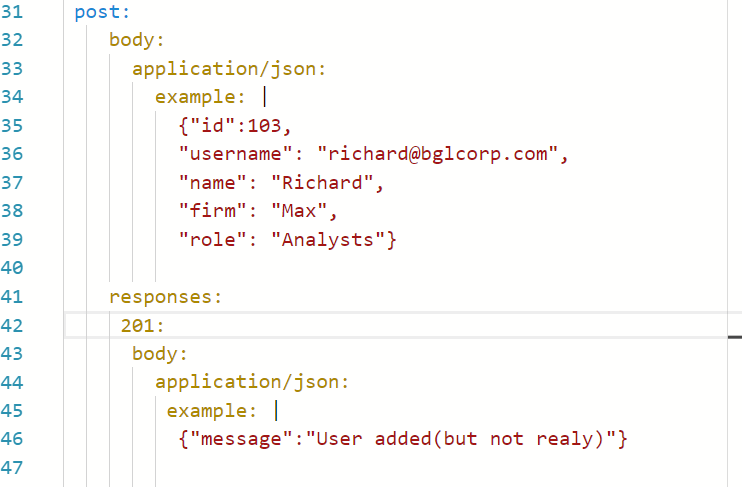 31 post:
32 body:
33 application/json:
34 example: |
35 {"id":103,
36 "username": "richard@bglcorp.com",
37 "name": "Richard",
38 "firm": "Max",
39 "role": "Analysts"}
40
41 responses:
42 201:
43 body:
44 application/json:
45 example: |
46 {"message":"User added(but not realy)"}
47